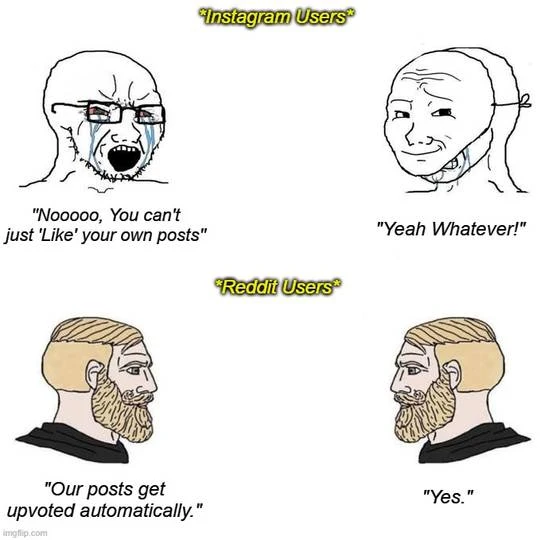 *Instagram Users*
"Nooooo, You can't
just 'Like' your own posts"
"Yeah Whatever!"
*Reddit Users*
"Our posts get
upvoted automatically."
"Yes."
imgflip.com